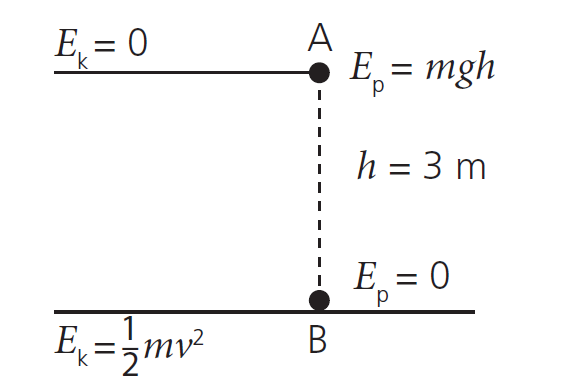 Eₖ = 0
A
Eₚ = mgh
h = 3 m
Eₚ = 0
Eₖ = ½mv²
B